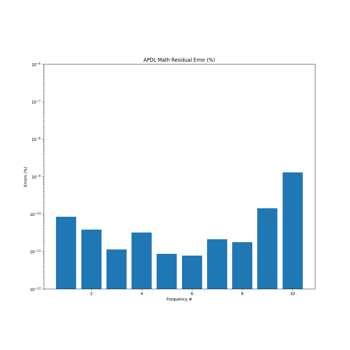 APDL Math Residual Error (%)
10⁻⁶
10⁻⁷
10⁻⁸
10⁻⁹
10⁻¹⁰
10⁻¹¹
10⁻¹²
Errors (%)
2 4 6 8 10
Frequency #